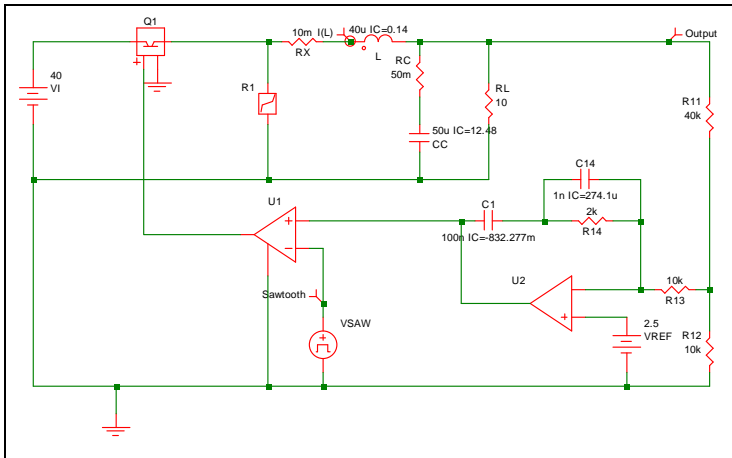 Q1
10m I(L)
40u IC=0.14
Output
RX
L
RC
50m
40
VI
R1
RL
10
R11
40k
50u IC=12.48
CC
C14
1n IC=274.1u
U1
C1
2k
100n IC=-832.277m
R14
U2
10k
R13
Sawtooth
VSAW
2.5
VREF
R12
10k